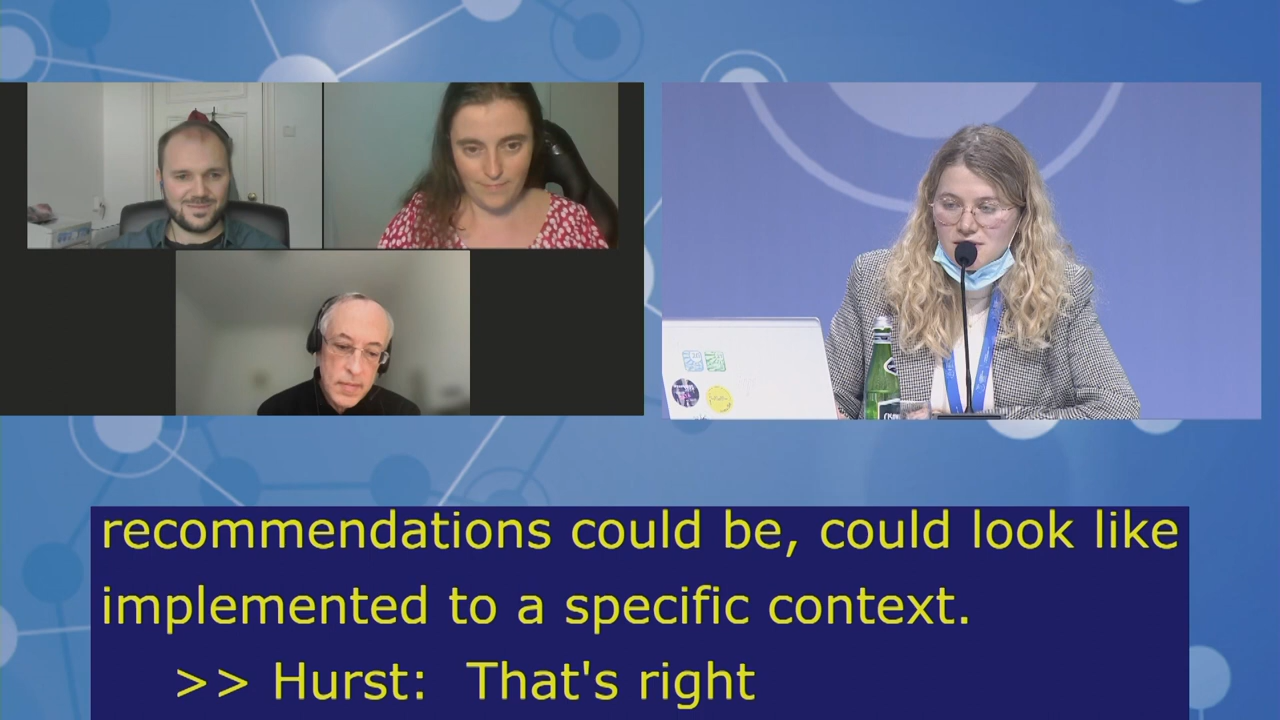 recommendations could be, could look like
implemented to a specific context.
>> Hurst:  That's right